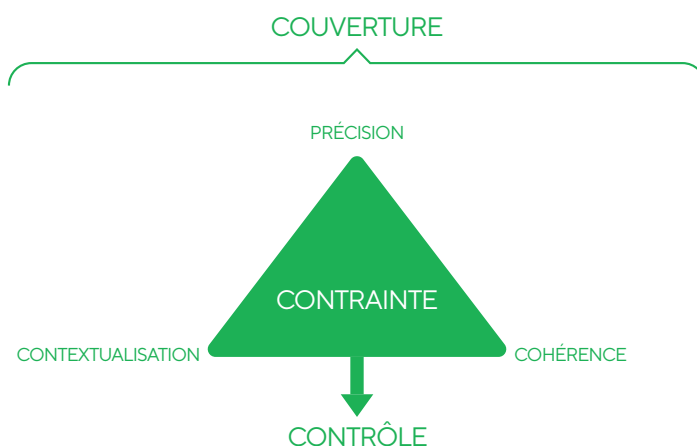 COUVERTURE
PRÉCISION
CONTRAINTE
CONTEXTUALISATION
COHÉRENCE
CONTRÔLE